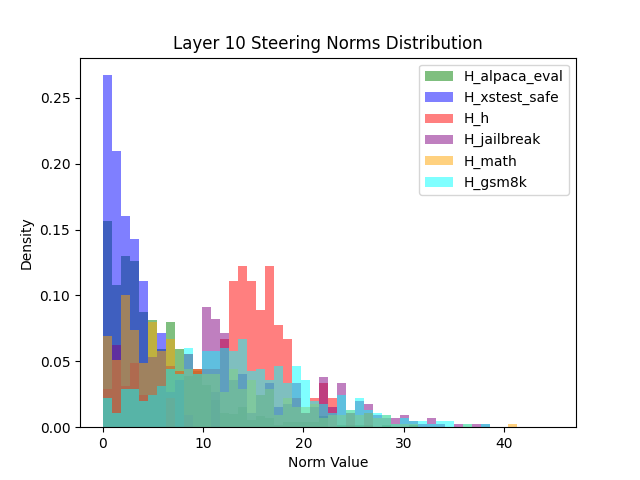 Layer 10 Steering Norms Distribution
H_alpaca_eval
H_xstest_safe
H_h
H_jailbreak
H_math
H_gsm8k
0.25
0.20
0.15
0.10
0.05
0.00
Density
0 10 20 30 40
Norm Value